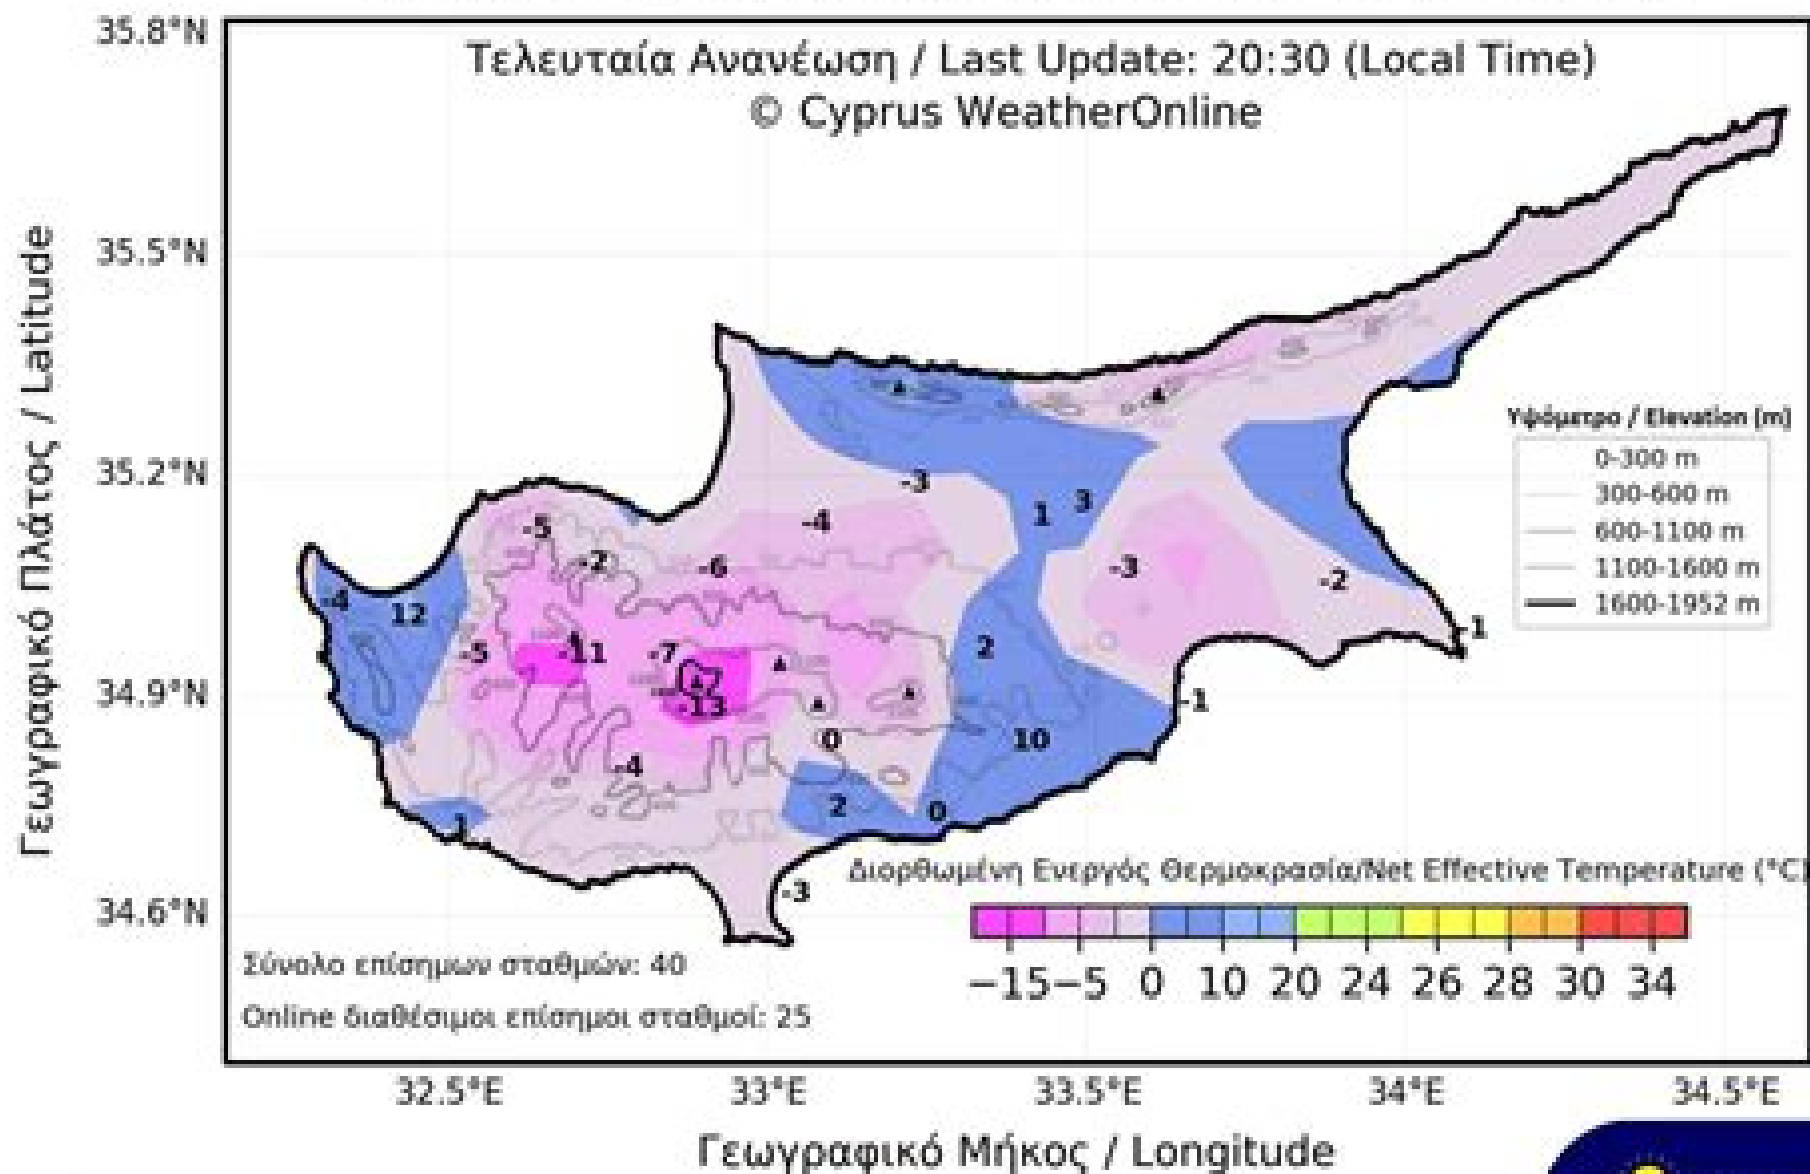 35.8°N
Τελευταία Ανανέωση / Last Update: 20:30 (Local Time)
© Cyprus WeatherOnline
35.5°N
35.2°N
34.9°N
34.6°N
Γεωγραφικό Πλάτος / Latitude
Υψόμετρο / Elevation (m)
0-300 m
300-600 m
600-1100 m
1100-1600 m
1600-1952 m
-3
1 3
-4
-5
-2
-6
-3
-2
-4 12
-1
2
-5
-11
-7
-13
-1
0
10
-4
2
0
1
-3
Διορθωμένη Ενεργός Θερμοκρασία/Net Effective Temperature (°C)
−15 −5 0 10 20 24 26 28 30 34
Σύνολο επίσημων σταθμών: 40
Online διαθέσιμοι επίσημοι σταθμοί: 25
32.5°E 33°E 33.5°E 34°E 34.5°E
Γεωγραφικό Μήκος / Longitude